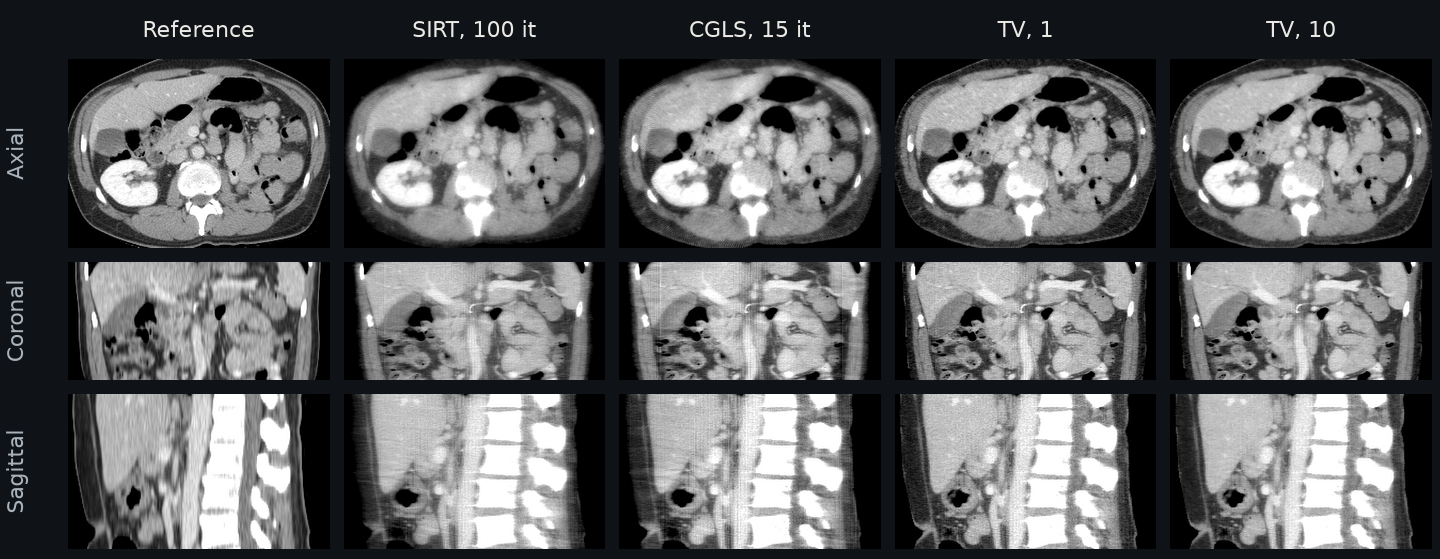 Reference
SIRT, 100 it
CGLS, 15 it
TV, 1
TV, 10
Axial
Coronal
Sagittal